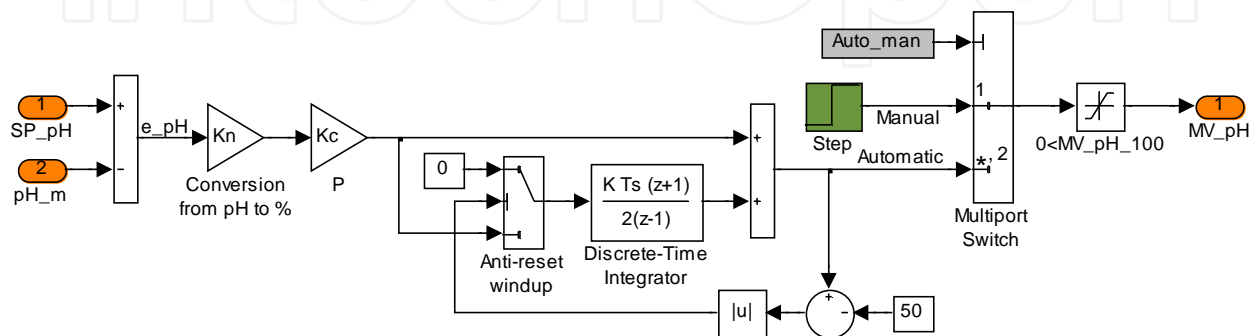 Auto_man
1
SP_pH
2
pH_m
+
-
e_pH
Kn
Conversion
from pH to %
Kc
P
0
Anti-reset
windup
K Ts (z+1)
2(z-1)
Discrete-Time
Integrator
+
+
Step
Manual
Automatic
1
*, 2
Multiport
Switch
0<MV_pH_100
1
MV_pH
|u|
+
-
50